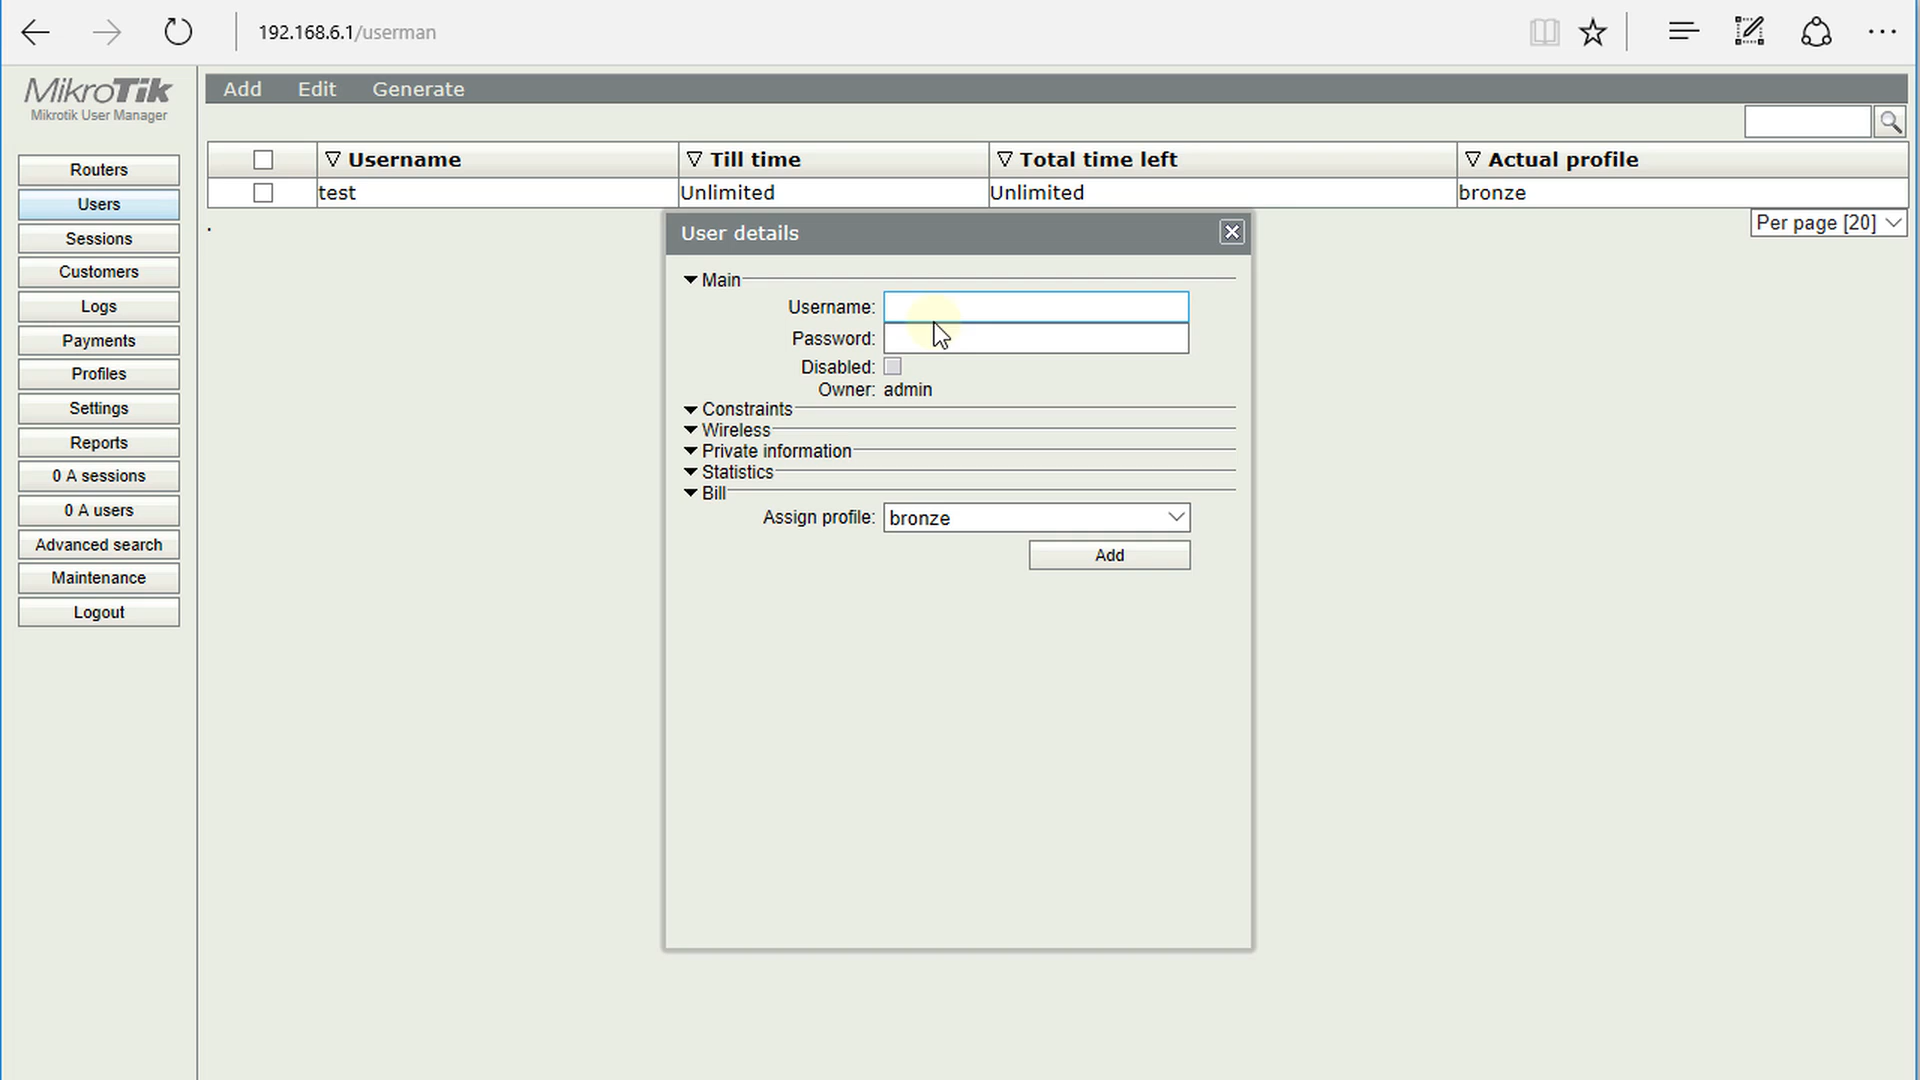 192.168.6.1/userman
MikroTik
Mikrotik User Manager
Routers
Users
Sessions
Customers
Logs
Payments
Profiles
Settings
Reports
0 A sessions
0 A users
Advanced search
Maintenance
Logout
Add Edit Generate
Username Till time Total time left Actual profile
test Unlimited Unlimited bronze
Per page [20]
User details
Main
Username:
Password:
Disabled:
Owner: admin
Constraints
Wireless
Private information
Statistics
Bill
Assign profile: bronze
Add